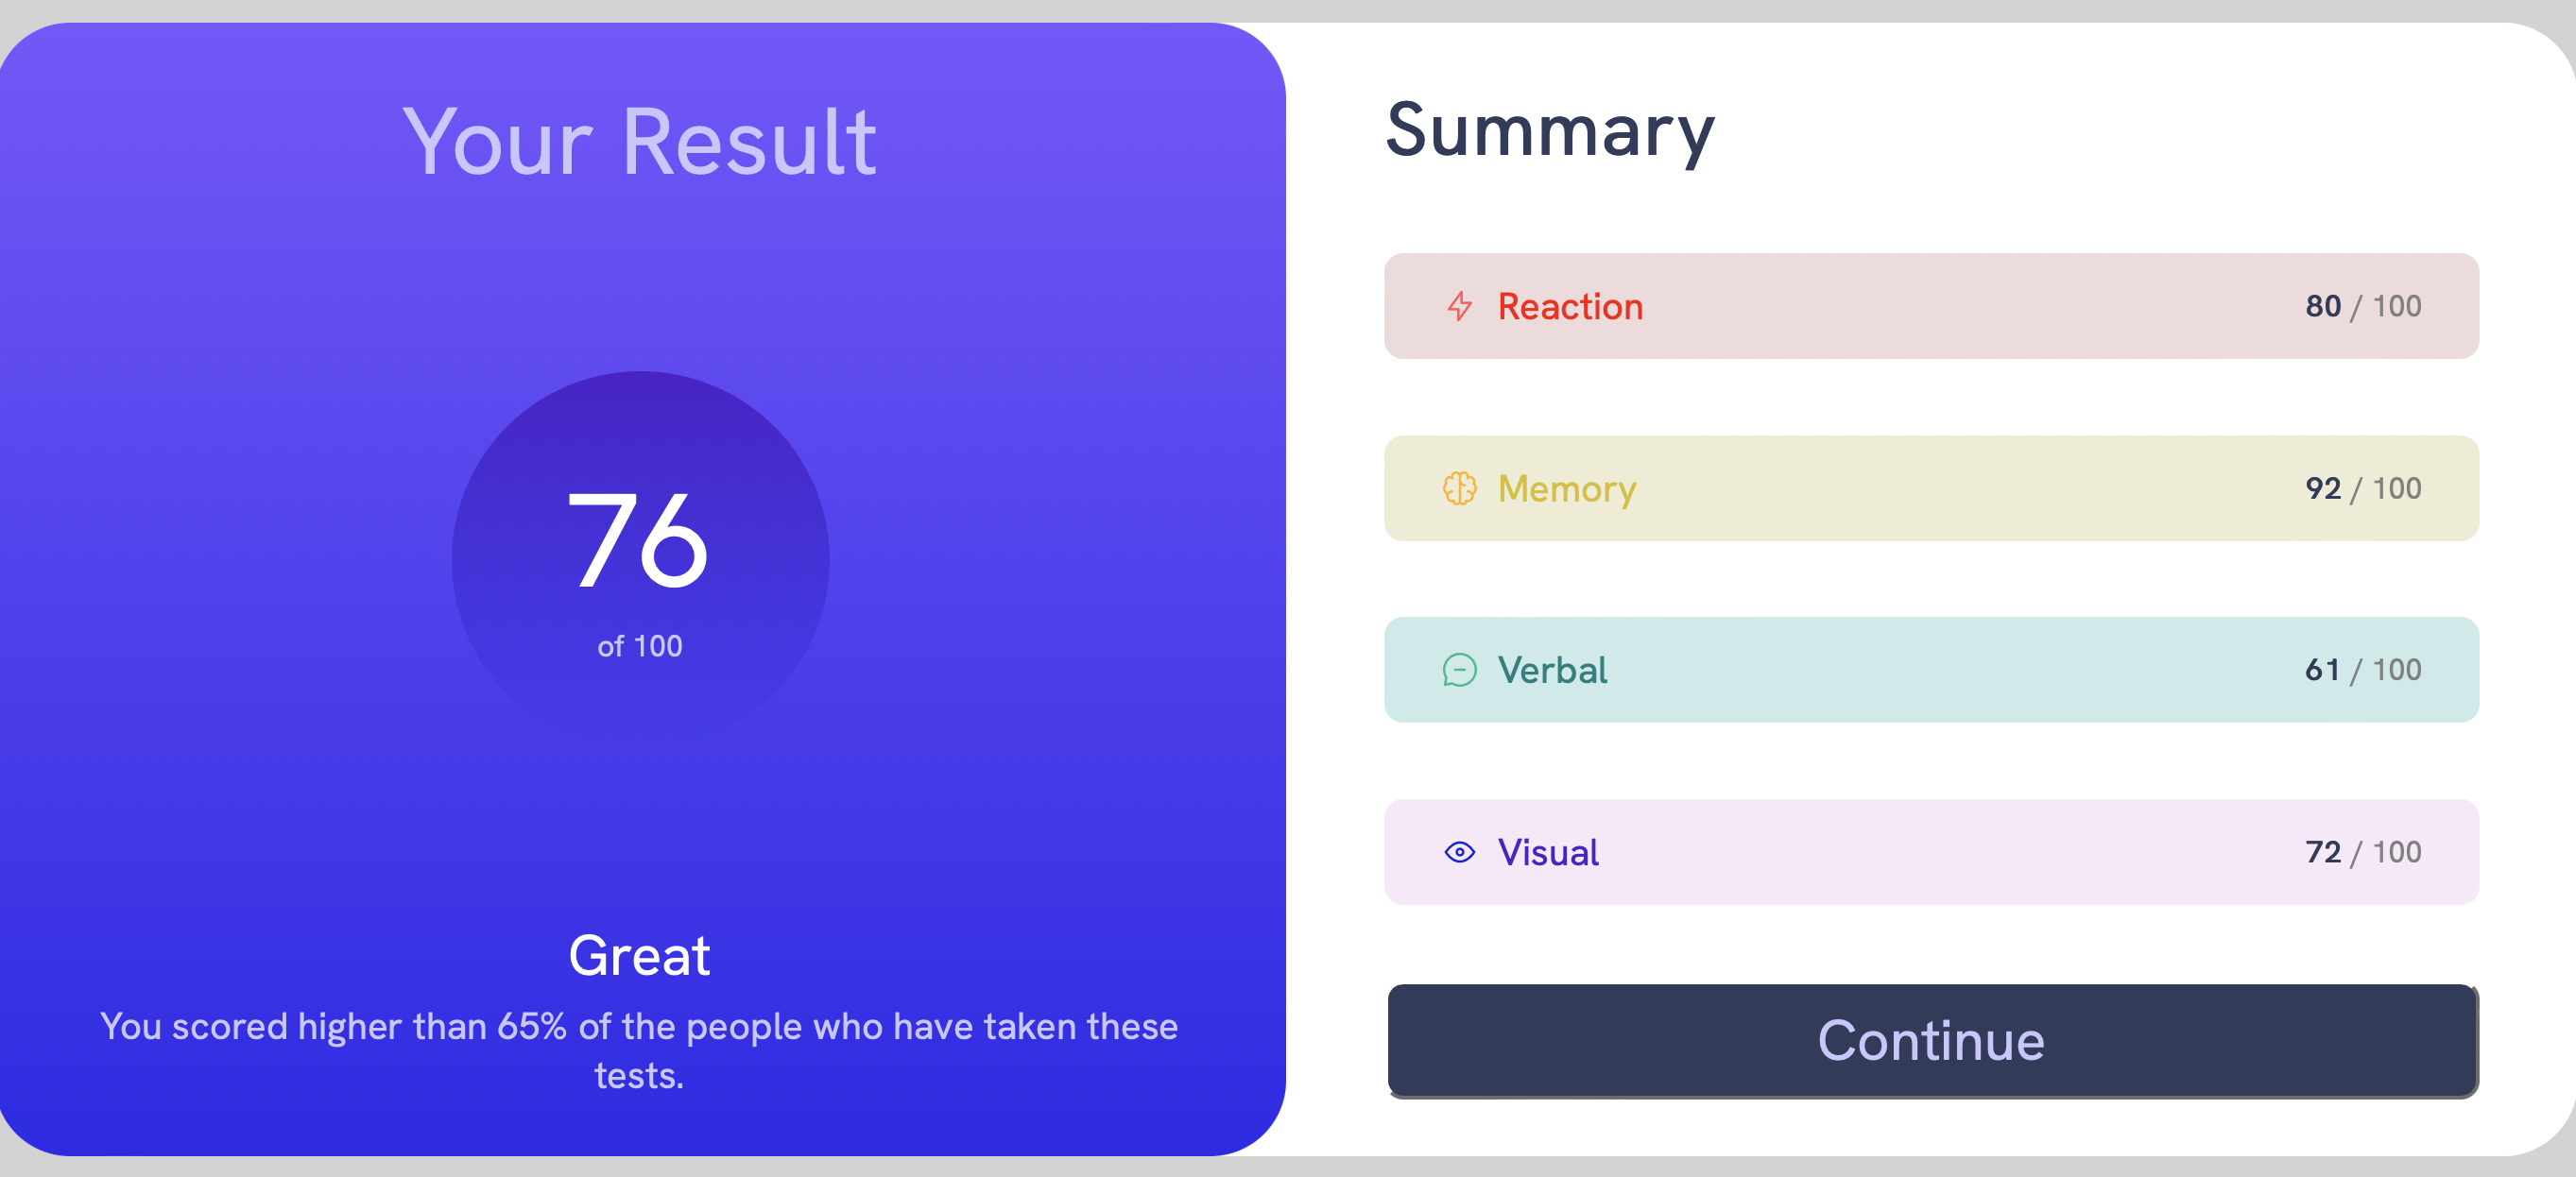 Your Result
76
of 100
Great
You scored higher than 65% of the people who have taken these
tests.
Summary
Reaction 80 / 100
Memory 92 / 100
Verbal 61 / 100
Visual 72 / 100
Continue